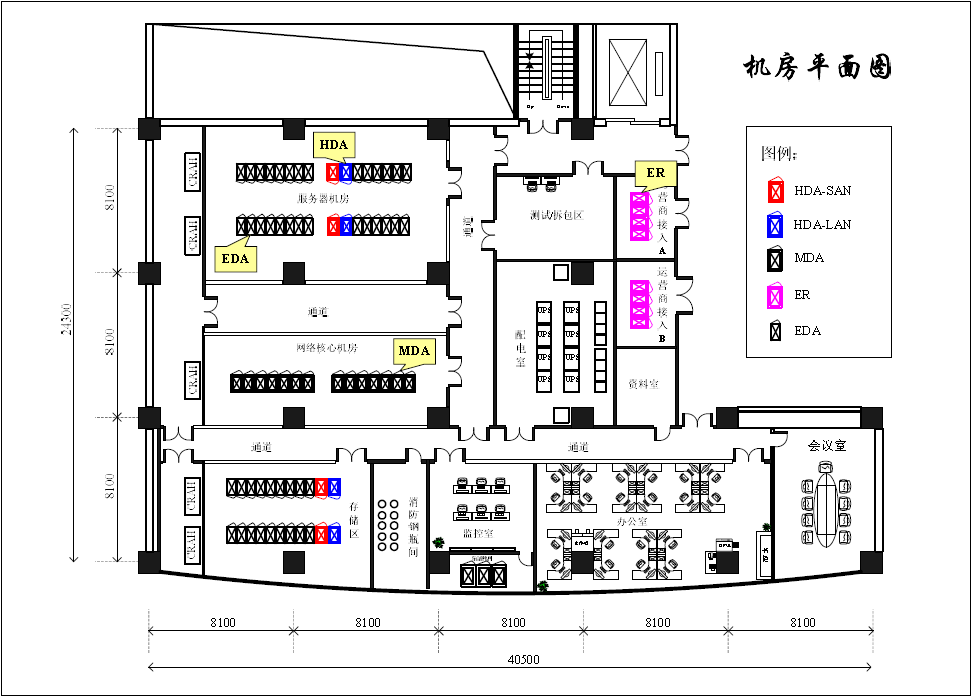 机房平面图
图例:
HDA-SAN
HDA-LAN
MDA
ER
EDA
Up
Down
HDA
CRAH
服务器机房
EDA
CRAH
通道
测试/拆包区
ER
运营商接入A
通道
网络核心机房
MDA
CRAH
配电室
UPS
UPS
UPS
UPS
UPS
UPS
UPS
UPS
运营商接入B
资料室
通道
通道
会议室
CRAH
CRAH
存储区
消防钢瓶间
监控室
办公室
8100
8100
8100
24300
8100
8100
8100
8100
8100
40500